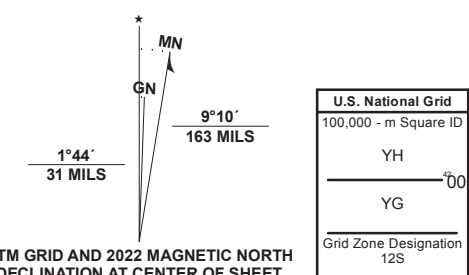 ★
MN
GN
1°44´
31 MILS
9°10´
163 MILS
TM GRID AND 2022 MAGNETIC NORTH
DECLINATION AT CENTER OF SHEET
U.S. National Grid
100,000 - m Square ID
YH
4200
YG
Grid Zone Designation
12S